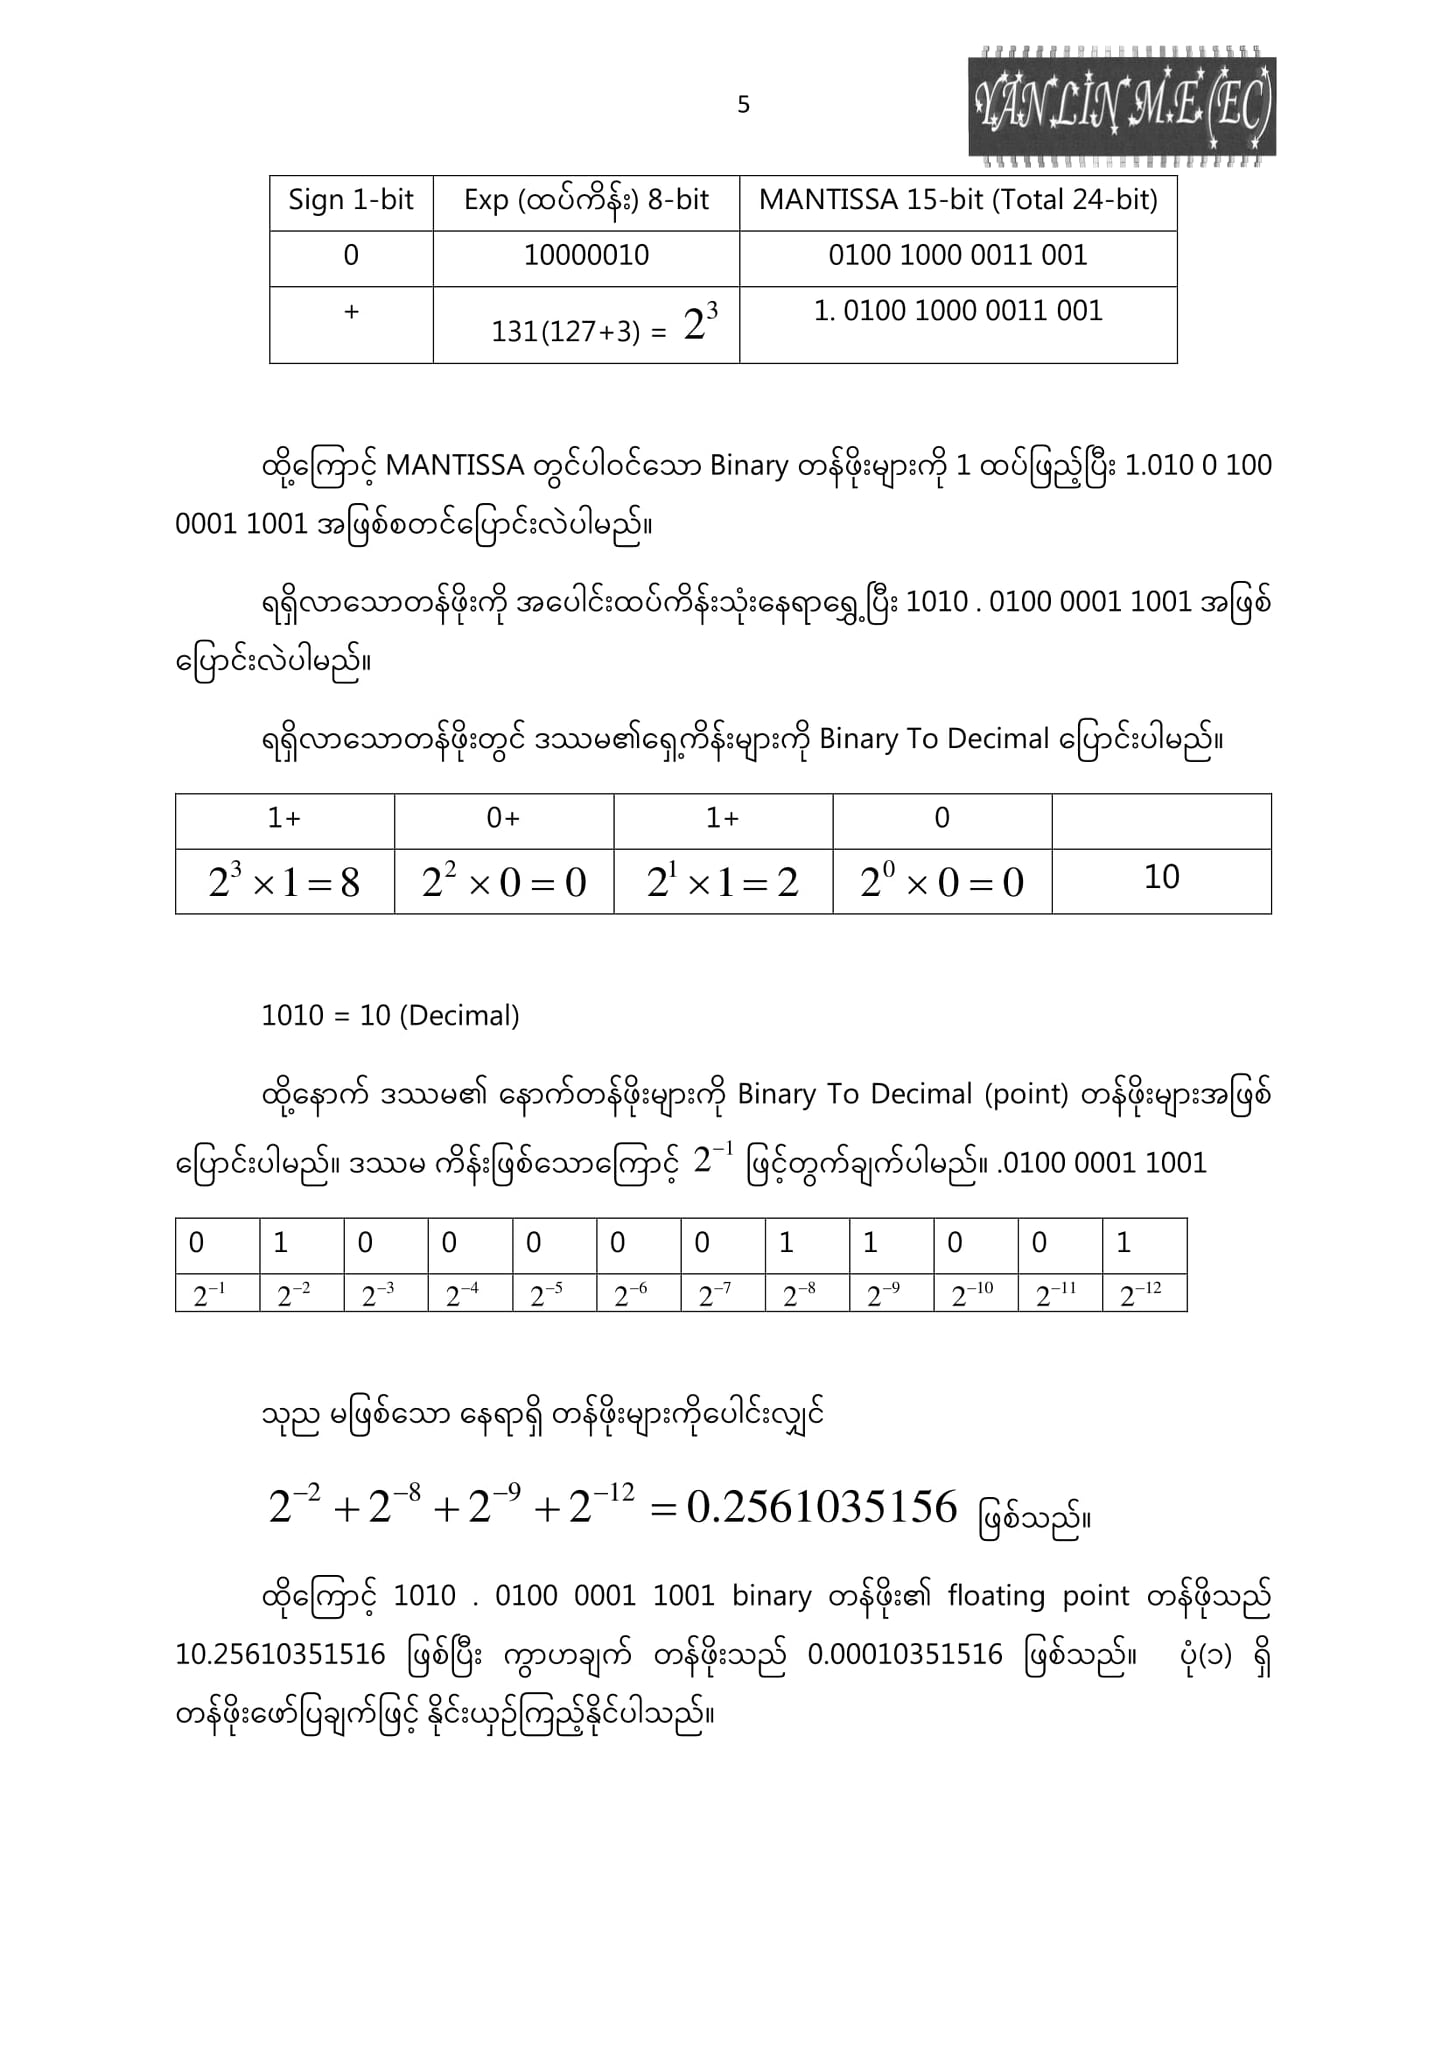 5
YAN LIN M.E(EC)
Sign 1-bit Exp (ထပ်ကိန်း) 8-bit MANTISSA 15-bit (Total 24-bit)
0 10000010 0100 1000 0011 001
+ 131(127+3) = 2³ 1. 0100 1000 0011 001
ထို့ကြောင့် MANTISSA တွင်ပါဝင်သော Binary တန်ဖိုးများကို 1 ထပ်ဖြည့်ပြီး 1.010 0 100
0001 1001 အဖြစ်စတင်ပြောင်းလဲပါမည်။
ရရှိလာသောတန်ဖိုးကို အပေါင်းထပ်ကိန်းသုံးနေရာရွှေ့ပြီး 1010 . 0100 0001 1001 အဖြစ်
ပြောင်းလဲပါမည်။
ရရှိလာသောတန်ဖိုးတွင် ဒဿမ၏ရှေ့ကိန်းများကို Binary To Decimal ပြောင်းပါမည်။
1+ 0+ 1+ 0
2³ × 1 = 8 2² × 0 = 0 2¹ × 1 = 2 2⁰ × 0 = 0 10
1010 = 10 (Decimal)
ထို့နောက် ဒဿမ၏ နောက်တန်ဖိုးများကို Binary To Decimal (point) တန်ဖိုးများအဖြစ်
ပြောင်းပါမည်။ ဒဿမ ကိန်းဖြစ်သောကြောင့် 2⁻¹ ဖြင့်တွက်ချက်ပါမည်။ .0100 0001 1001
0 1 0 0 0 0 0 1 1 0 0 1
2⁻¹ 2⁻² 2⁻³ 2⁻⁴ 2⁻⁵ 2⁻⁶ 2⁻⁷ 2⁻⁸ 2⁻⁹ 2⁻¹⁰ 2⁻¹¹ 2⁻¹²
သုည မဖြစ်သော နေရာရှိ တန်ဖိုးများကိုပေါင်းလျှင်
2⁻² + 2⁻⁸ + 2⁻⁹ + 2⁻¹² = 0.2561035156 ဖြစ်သည်။
ထိုကြောင့် 1010 . 0100 0001 1001 binary တန်ဖိုး၏ floating point တန်ဖိုသည်
10.25610351516 ဖြစ်ပြီး ကွာဟချက် တန်ဖိုးသည် 0.00010351516 ဖြစ်သည်။ ပုံ(၁) ရှိ
တန်ဖိုးဖော်ပြချက်ဖြင့် နိုင်းယှဉ်ကြည့်နိုင်ပါသည်။